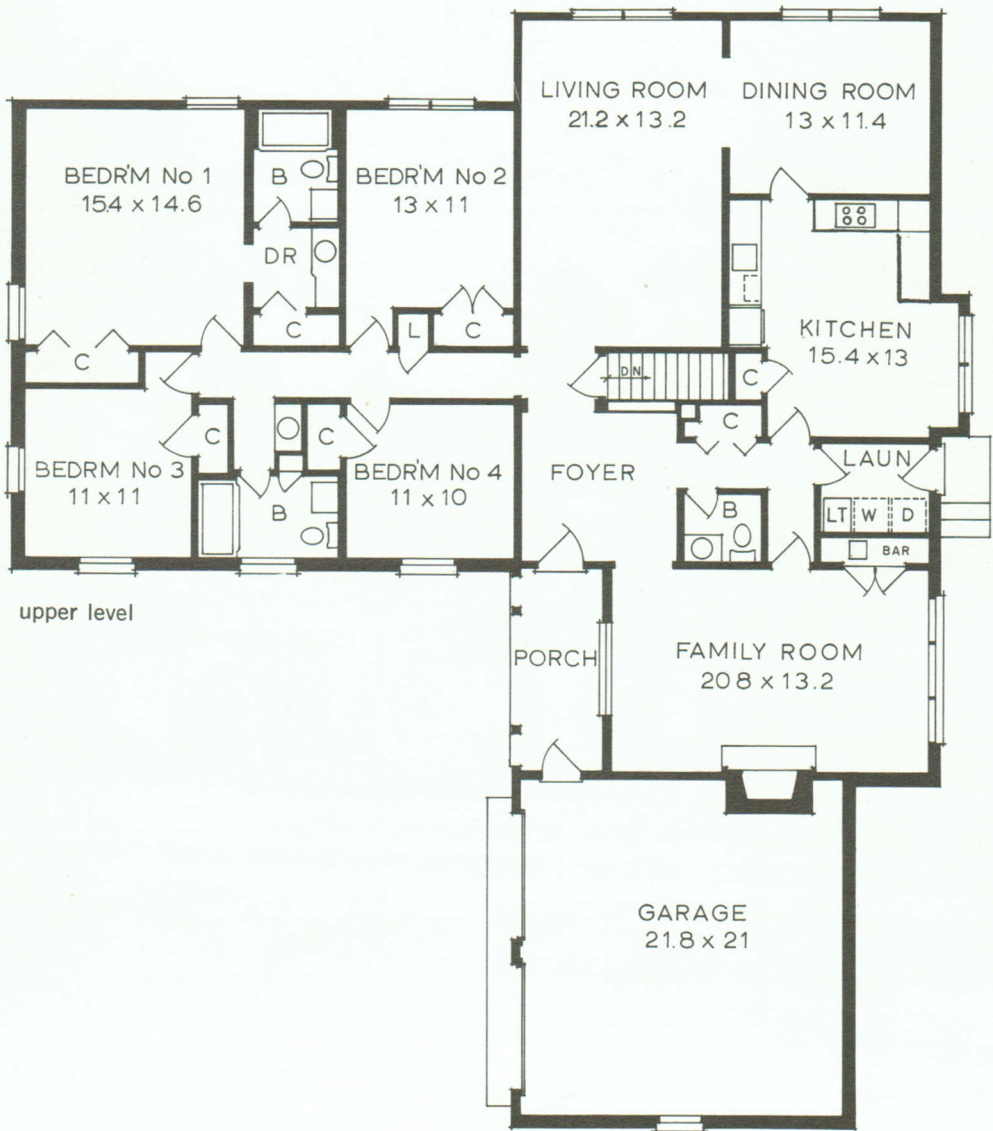 LIVING ROOM
21.2 x 13.2
DINING ROOM
13 x 11.4
BEDR'M No 1
15.4 x 14.6
B
BEDR'M No 2
13 x 11
DR
C
C
L
C
KITCHEN
15.4 x 13
DN
C
C
BEDRM No 3
11 x 11
C
C
BEDR'M No 4
11 x 10
B
FOYER
B
LAUN
LT
W
D
BAR
upper level
PORCH
FAMILY ROOM
20 8 x 13.2
GARAGE
21.8 x 21